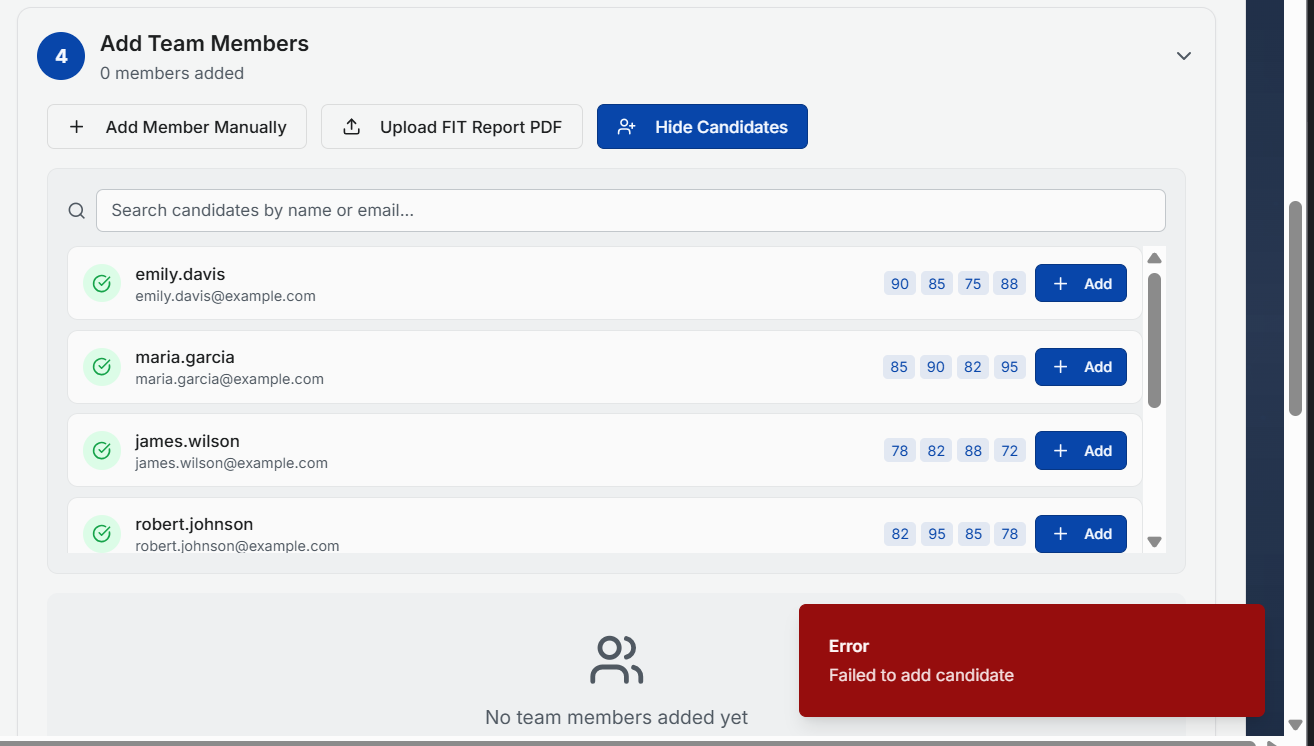 4
Add Team Members
0 members added
Add Member Manually
Upload FIT Report PDF
Hide Candidates
Search candidates by name or email...
emily.davis
emily.davis@example.com
90 85 75 88 Add
maria.garcia
maria.garcia@example.com
85 90 82 95 Add
james.wilson
james.wilson@example.com
78 82 88 72 Add
robert.johnson
robert.johnson@example.com
82 95 85 78 Add
No team members added yet
Error
Failed to add candidate